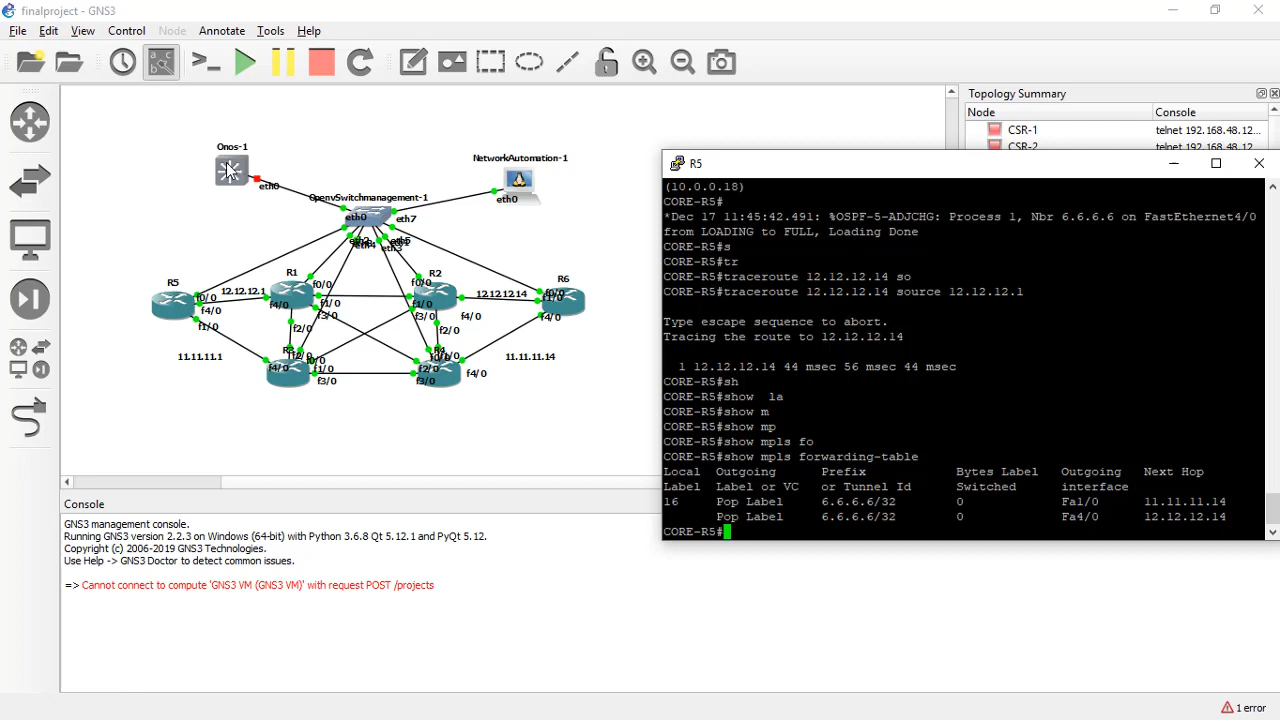 finalproject - GNS3
File Edit View Control Node Annotate Tools Help
Topology Summary
Node Console
CSR-1 telnet 192.168.48.12...
CSR-2 telnet 192.168.48.12...
Onos-1
eth0
NetworkAutomation-1
eth0
OpenvSwitchmanagement-1
eth0
eth7
eth4
eth3
R5
f0/0
f4/0
f1/0
12.12.12.1
R1
f0/0
f4/0
f1/0
f3/0
f2/0
R2
f0/0
f1/0
f3/0
f4/0
f2/0
12.12.12.14
R6
f1/0
f4/0
11.11.11.1
R3
f2/0
f0/0
f4/0
f1/0
f3/0
R4
f1/0
f2/0
f3/0
f4/0
11.11.11.14
R5
(10.0.0.18)
CORE-R5#
*Dec 17 11:45:42.491: %OSPF-5-ADJCHG: Process 1, Nbr 6.6.6.6 on FastEthernet4/0
from LOADING to FULL, Loading Done
CORE-R5#s
CORE-R5#tr
CORE-R5#traceroute 12.12.12.14 so
CORE-R5#traceroute 12.12.12.14 source 12.12.12.1
Type escape sequence to abort.
Tracing the route to 12.12.12.14
1 12.12.12.14 44 msec 56 msec 44 msec
CORE-R5#sh
CORE-R5#show  la
CORE-R5#show m
CORE-R5#show mp
CORE-R5#show mpls fo
CORE-R5#show mpls forwarding-table
Local Outgoing Prefix Bytes Label Outgoing Next Hop
Label Label or VC or Tunnel Id Switched interface
16 Pop Label 6.6.6.6/32 0 Fa1/0 11.11.11.14
Pop Label 6.6.6.6/32 0 Fa4/0 12.12.12.14
CORE-R5#
Console
GNS3 management console.
Running GNS3 version 2.2.3 on Windows (64-bit) with Python 3.6.8 Qt 5.12.1 and PyQt 5.12.
Copyright (c) 2006-2019 GNS3 Technologies.
Use Help -> GNS3 Doctor to detect common issues.
=> Cannot connect to compute 'GNS3 VM (GNS3 VM)' with request POST /projects
1 error